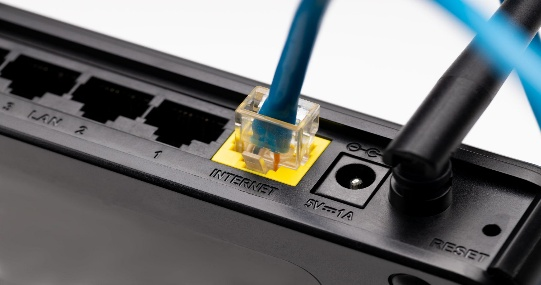 3 LAN 2 1
INTERNET
5V⎓1A
RESET